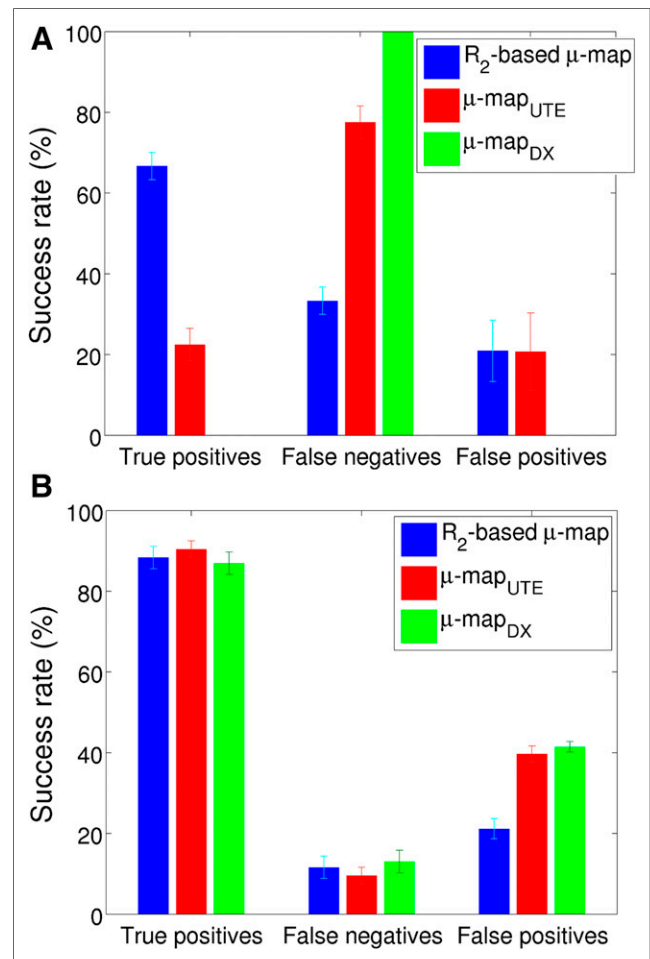 A
100
80
60
40
20
0
Success rate (%)
R2-based μ-map
μ-mapUTE
μ-mapDX
True positives False negatives False positives
B
100
80
60
40
20
0
Success rate (%)
R2-based μ-map
μ-mapUTE
μ-mapDX
True positives False negatives False positives